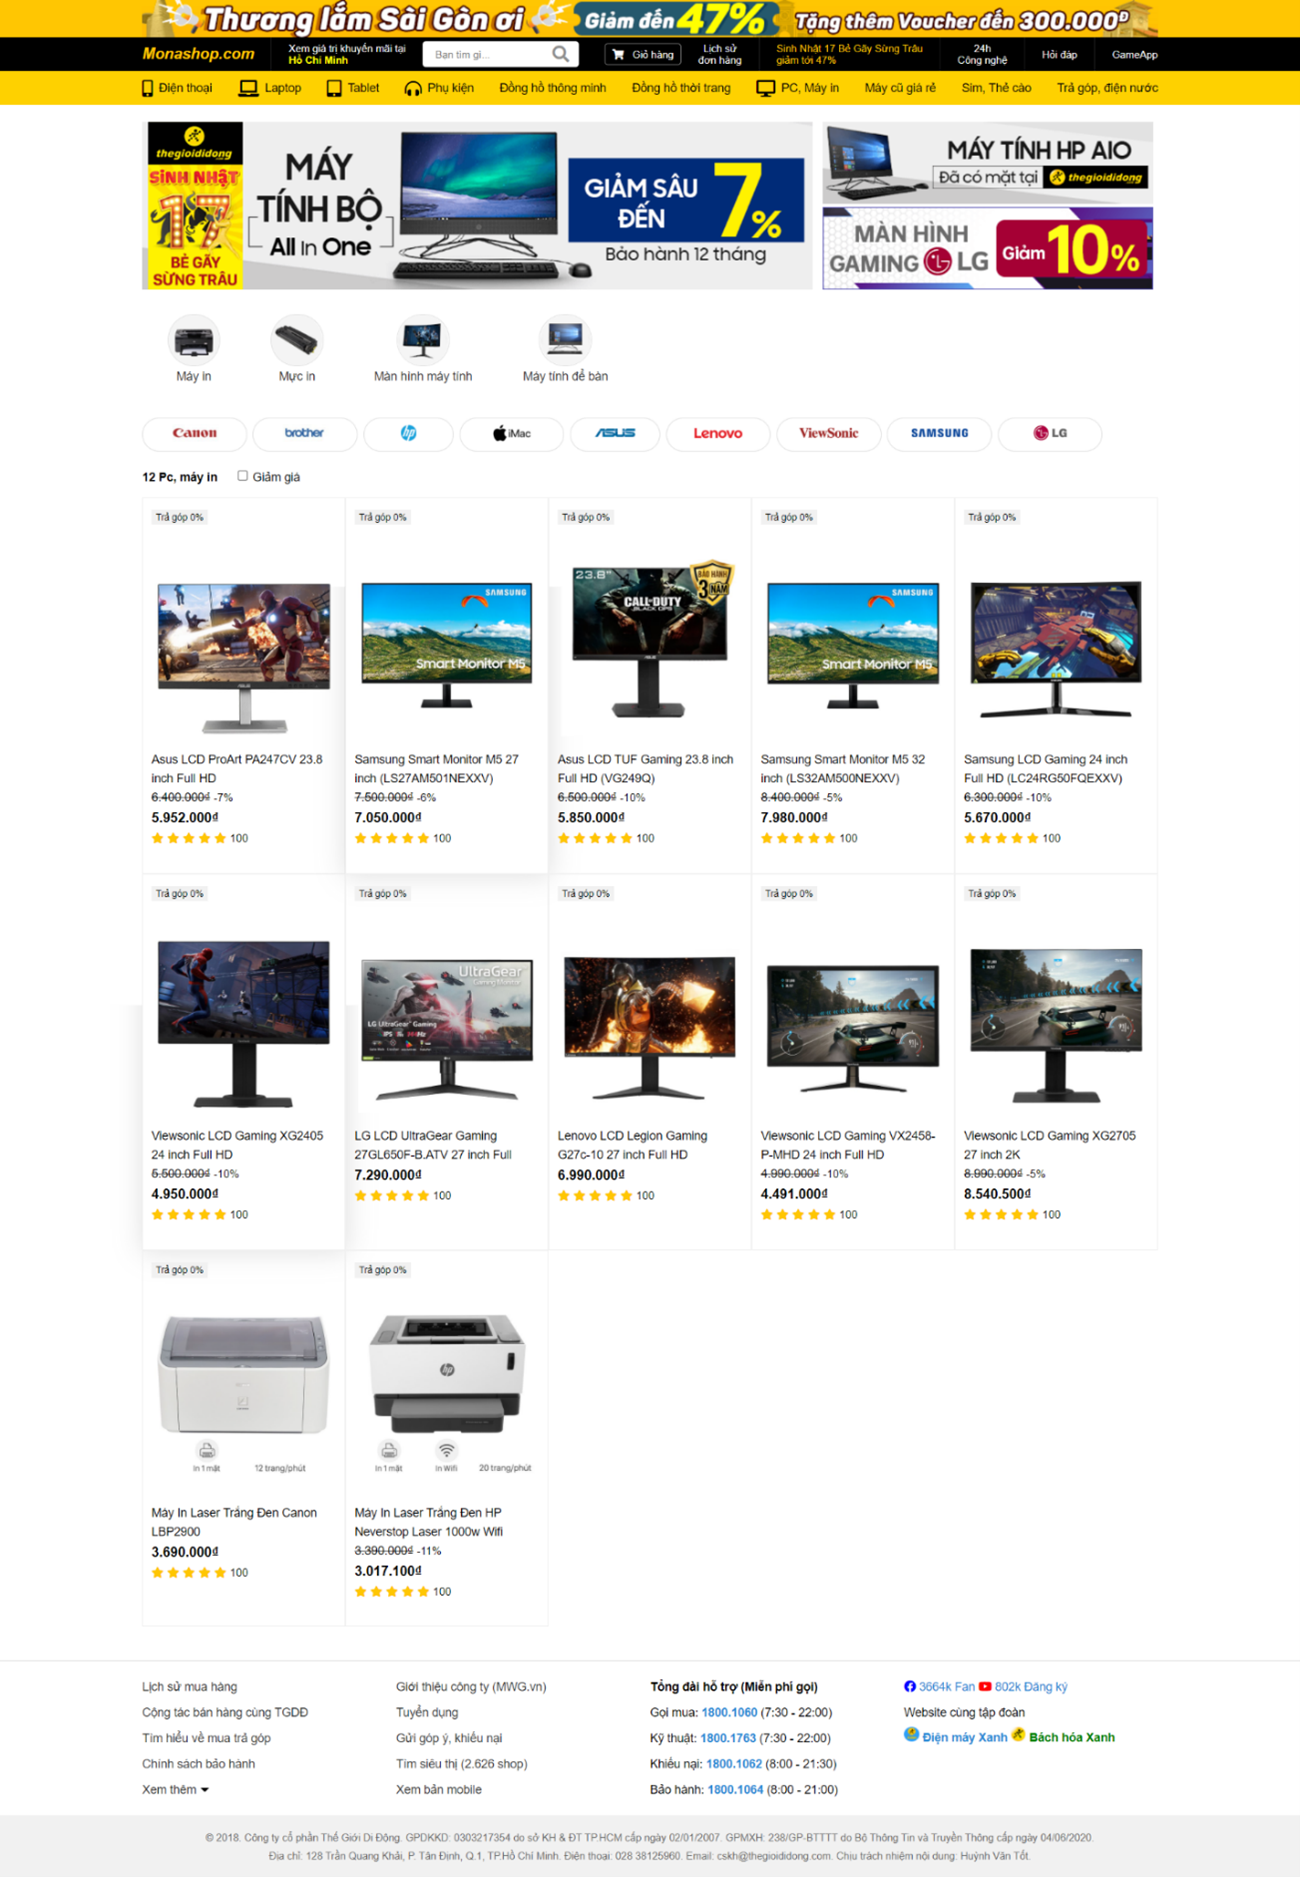 Thương lắm Sài Gòn ơi Giảm đến 47% Tặng thêm Voucher đến 300.000Đ
Monashop.com
Xem giá trị khuyến mãi tại
Hồ Chí Minh
Bạn tìm gì...
Giỏ hàng
Lịch sử
đơn hàng
Sinh Nhật 17 Bẻ Gãy Sừng Trâu
giảm tới 47%
24h
Công nghệ
Hỏi đáp
GameApp
Điện thoại Laptop Tablet Phụ kiện Đồng hồ thông minh Đồng hồ thời trang PC, Máy in Máy cũ giá rẻ Sim, Thẻ cào Trả góp, điện nước
thegioididong
SINH NHẬT
17
BẺ GÃY
SỪNG TRÂU
MÁY
TÍNH BỘ
All In One
GIẢM SÂU
ĐẾN
7%
Bảo hành 12 tháng
MÁY TÍNH HP AIO
Đã có mặt tại thegioididong
MÀN HÌNH
GAMING LG
Giảm 10%
Máy in Mực in Màn hình máy tính Máy tính để bàn
Canon brother hp iMac ASUS Lenovo ViewSonic SAMSUNG LG
12 Pc, máy in Giảm giá
Trả góp 0% Trả góp 0% Trả góp 0% Trả góp 0% Trả góp 0%
SAMSUNG
Smart Monitor M5
23.8"
BẢO HÀNH
3 NĂM
CALL·DUTY
BLACK OPS
SAMSUNG
Smart Monitor M5
Asus LCD ProArt PA247CV 23.8
inch Full HD
6.400.000₫ -7%
5.952.000₫
100
Samsung Smart Monitor M5 27
inch (LS27AM501NEXXV)
7.500.000₫ -6%
7.050.000₫
100
Asus LCD TUF Gaming 23.8 inch
Full HD (VG249Q)
6.500.000₫ -10%
5.850.000₫
100
Samsung Smart Monitor M5 32
inch (LS32AM500NEXXV)
8.400.000₫ -5%
7.980.000₫
100
Samsung LCD Gaming 24 inch
Full HD (LC24RG50FQEXXV)
6.300.000₫ -10%
5.670.000₫
100
Trả góp 0% Trả góp 0% Trả góp 0% Trả góp 0% Trả góp 0%
UltraGear
Gaming Monitor
LG UltraGear Gaming
Viewsonic LCD Gaming XG2405
24 inch Full HD
5.500.000₫ -10%
4.950.000₫
100
LG LCD UltraGear Gaming
27GL650F-B.ATV 27 inch Full
7.290.000₫
100
Lenovo LCD Legion Gaming
G27c-10 27 inch Full HD
6.990.000₫
100
Viewsonic LCD Gaming VX2458-
P-MHD 24 inch Full HD
4.990.000₫ -10%
4.491.000₫
100
Viewsonic LCD Gaming XG2705
27 inch 2K
8.990.000₫ -5%
8.540.500₫
100
Trả góp 0% Trả góp 0%
hp
In 1 mặt 12 trang/phút
In 1 mặt In Wifi 20 trang/phút
Máy In Laser Trắng Đen Canon
LBP2900
3.690.000₫
100
Máy In Laser Trắng Đen HP
Neverstop Laser 1000w Wifi
3.390.000₫ -11%
3.017.100₫
100
Lịch sử mua hàng
Cộng tác bán hàng cùng TGDĐ
Tìm hiểu về mua trả góp
Chính sách bảo hành
Xem thêm
Giới thiệu công ty (MWG.vn)
Tuyển dụng
Gửi góp ý, khiếu nại
Tìm siêu thị (2.626 shop)
Xem bản mobile
Tổng đài hỗ trợ (Miễn phí gọi)
Gọi mua: 1800.1060 (7:30 - 22:00)
Kỹ thuật: 1800.1763 (7:30 - 22:00)
Khiếu nại: 1800.1062 (8:00 - 21:30)
Bảo hành: 1800.1064 (8:00 - 21:00)
3664k Fan 802k Đăng ký
Website cùng tập đoàn
Điện máy Xanh Bách hóa Xanh
© 2018. Công ty cổ phần Thế Giới Di Động. GPDKKD: 0303217354 do sở KH & ĐT TP.HCM cấp ngày 02/01/2007. GPMXH: 238/GP-BTTTT do Bộ Thông Tin và Truyền Thông cấp ngày 04/06/2020.
Địa chỉ: 128 Trần Quang Khải, P. Tân Định, Q.1, TP.Hồ Chí Minh. Điện thoại: 028 38125960. Email: cskh@thegioididong.com. Chịu trách nhiệm nội dung: Huỳnh Văn Tốt.